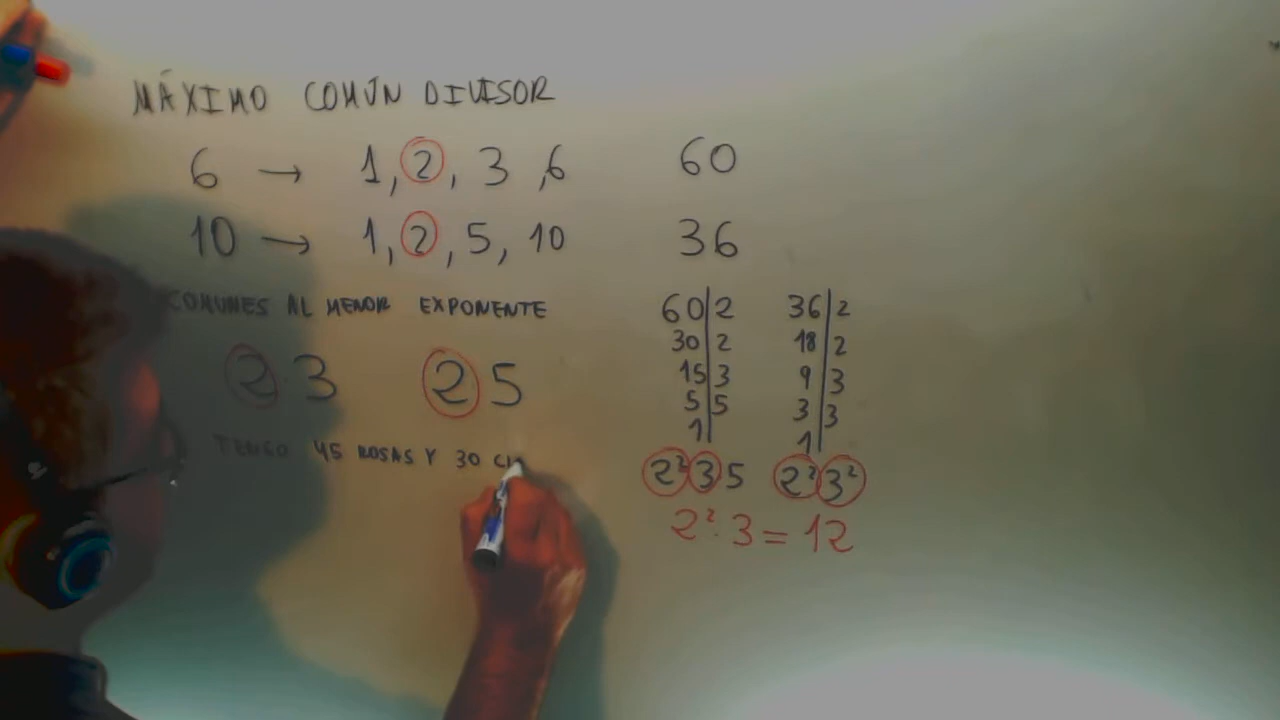 MÁXIMO COMÚN DIVISOR
6 → 1, 2, 3, 6
10 → 1, 2, 5, 10
COMUNES AL MENOR EXPONENTE
2·3 2 5
TENGO 45 ROSAS Y 30
60
36
60|2 36|2
30|2 18|2
15|3 9|3
5|5 3|3
1| 1|
2² 3 5 2² 3²
2²·3=12